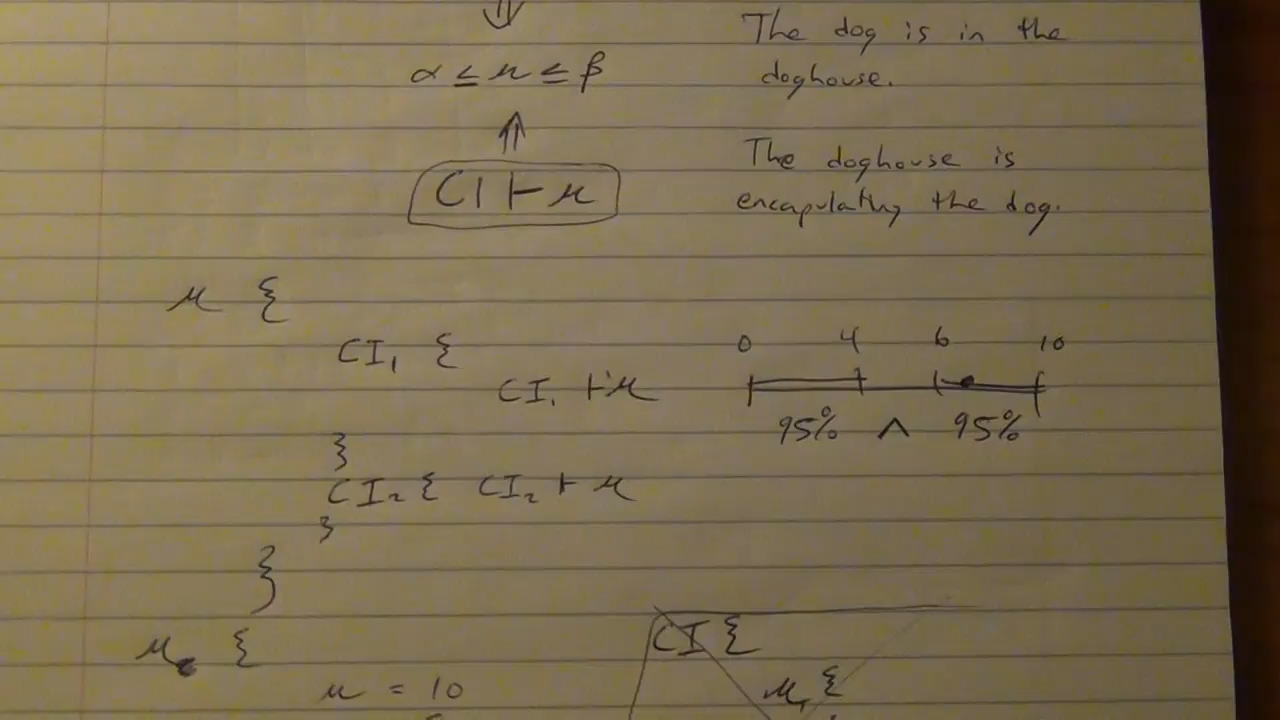 ⇓
α ≤ μ ≤ β
⇑
CI ⊢ μ
The dog is in the
doghouse.
The doghouse is
encapulating the dog.
μ {
CI₁ {
CI₁ ⊢ μ
}
CI₂ { CI₂ ⊢ μ
}
}
0 4 6 10
95% ∧ 95%
μ {
μ = 10
CI {
μ₁ {